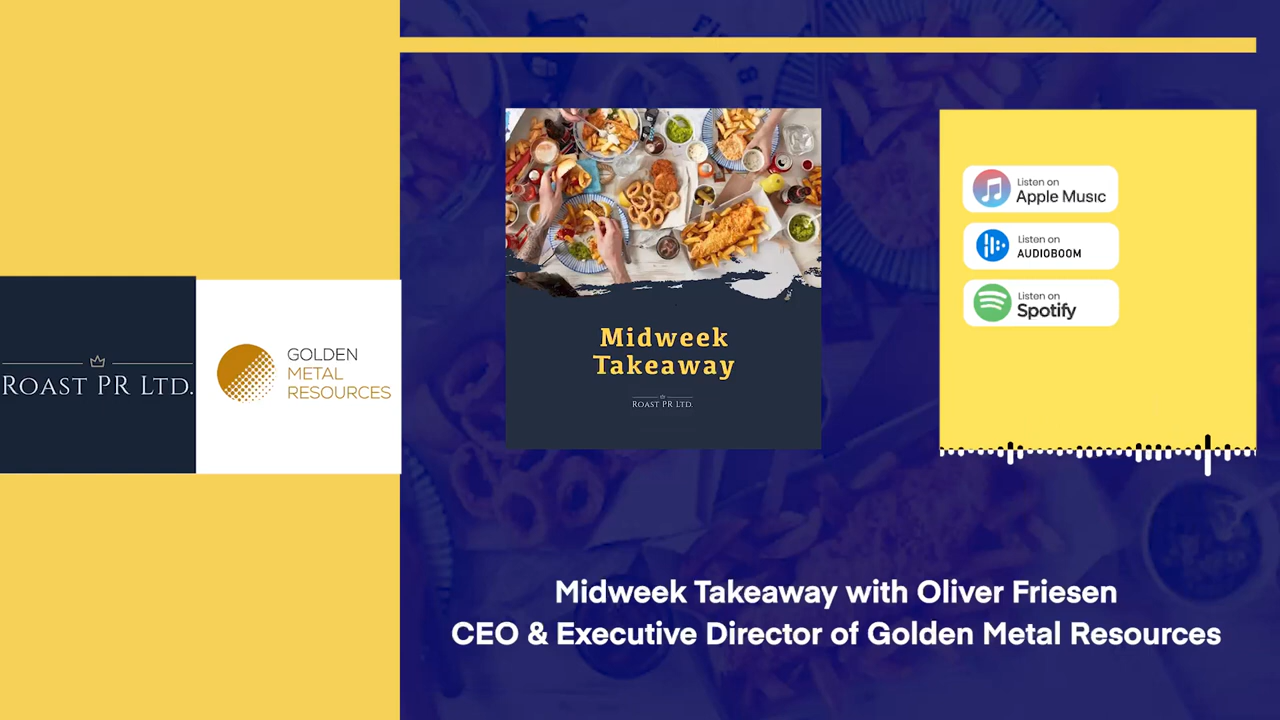 ROAST PR LTD.
GOLDEN
METAL
RESOURCES
Midweek
Takeaway
ROAST PR LTD.
Listen on
Apple Music
Listen on
AUDIOBOOM
Listen on
Spotify
Midweek Takeaway with Oliver Friesen
CEO & Executive Director of Golden Metal Resources